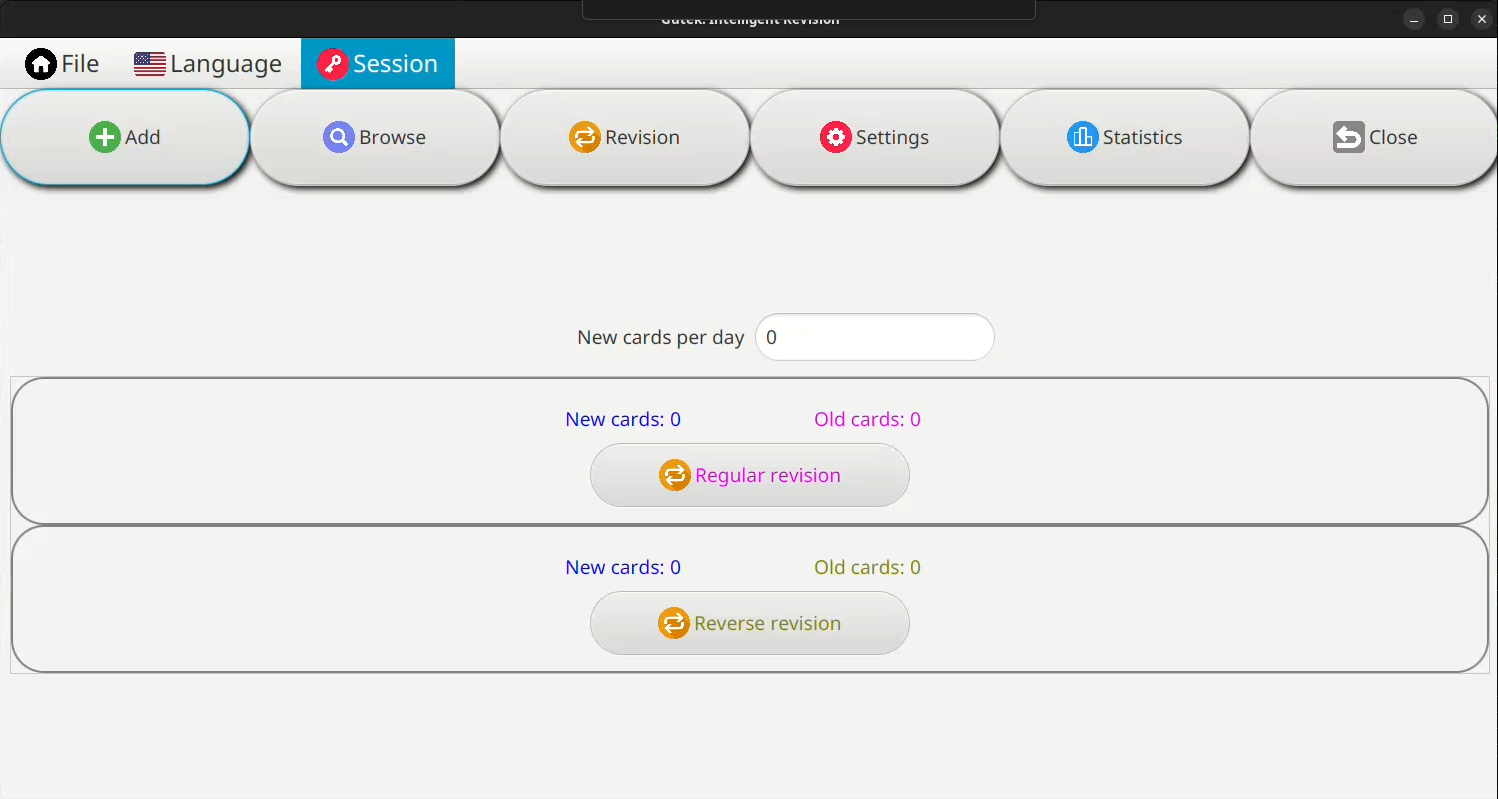 Gutek: Intelligent Revision
File Language Session
Add Browse Revision Settings Statistics Close
New cards per day 0
New cards: 0 Old cards: 0
Regular revision
New cards: 0 Old cards: 0
Reverse revision